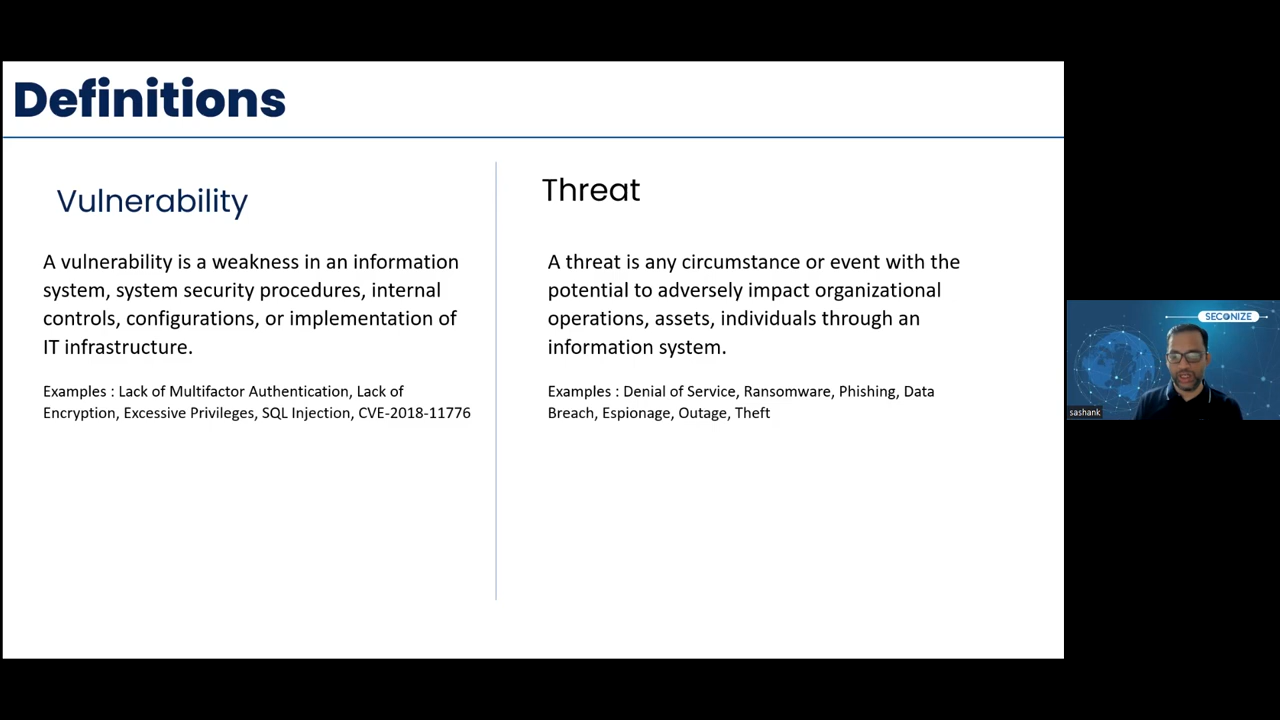 Definitions
Vulnerability
A vulnerability is a weakness in an information
system, system security procedures, internal
controls, configurations, or implementation of
IT infrastructure.
Examples : Lack of Multifactor Authentication, Lack of
Encryption, Excessive Privileges, SQL Injection, CVE-2018-11776
Threat
A threat is any circumstance or event with the
potential to adversely impact organizational
operations, assets, individuals through an
information system.
Examples : Denial of Service, Ransomware, Phishing, Data
Breach, Espionage, Outage, Theft
SECONIZE
sashank